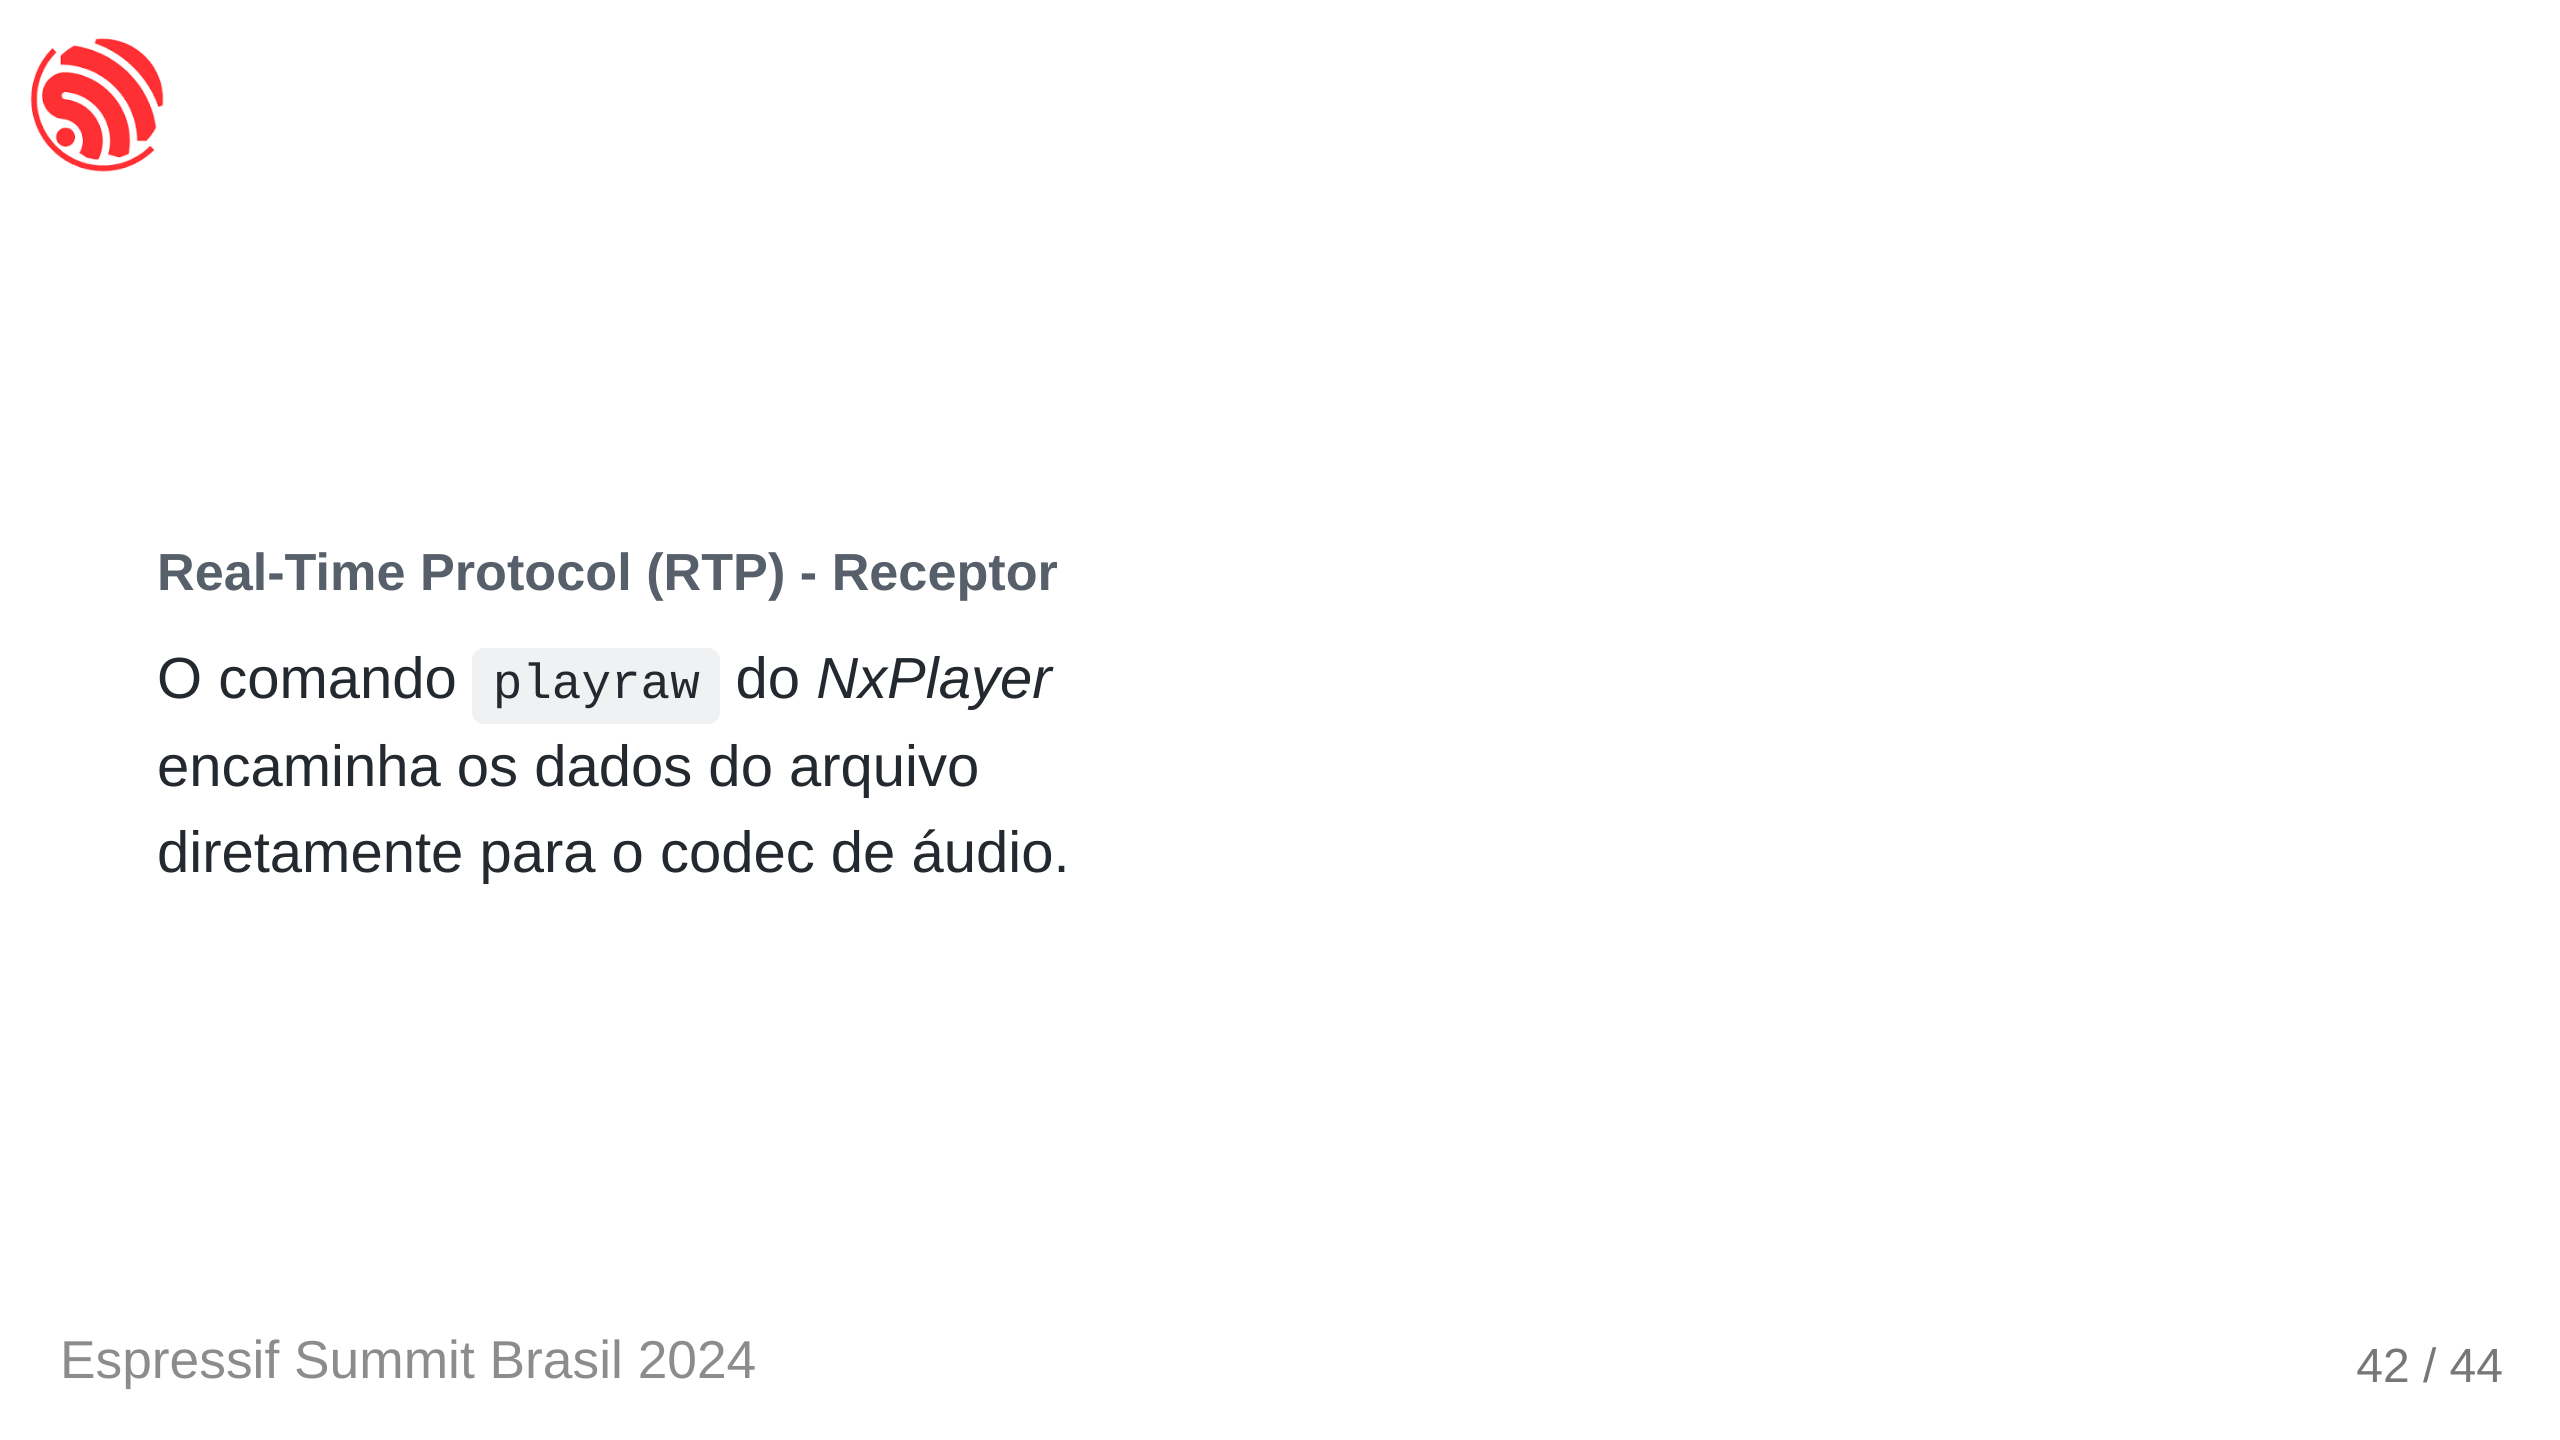 Real-Time Protocol (RTP) - Receptor
O comando playraw do NxPlayer
encaminha os dados do arquivo
diretamente para o codec de áudio.
Espressif Summit Brasil 2024
42 / 44